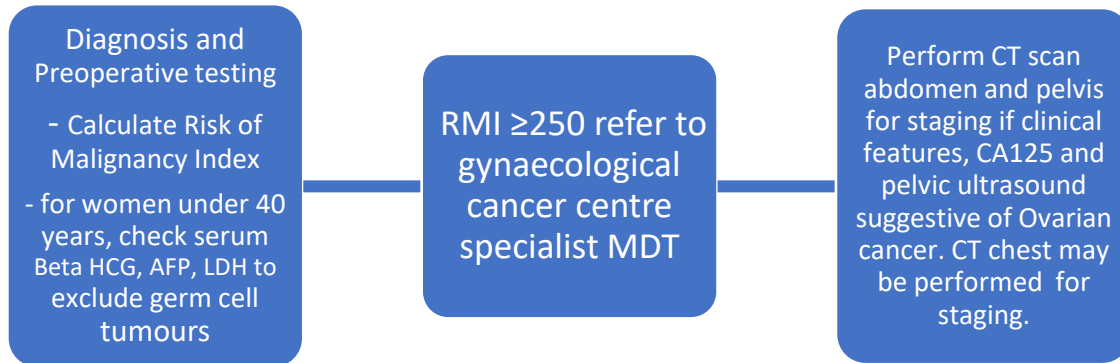 Diagnosis and
Preoperative testing
- Calculate Risk of
Malignancy Index
- for women under 40
years, check serum
Beta HCG, AFP, LDH to
exclude germ cell
tumours
RMI ≥250 refer to
gynaecological
cancer centre
specialist MDT
Perform CT scan
abdomen and pelvis
for staging if clinical
features, CA125 and
pelvic ultrasound
suggestive of Ovarian
cancer. CT chest may
be performed for
staging.